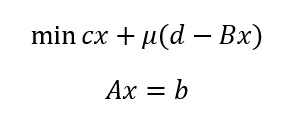 min 𝑐𝑥 + 𝜇(𝑑 − 𝐵𝑥)
𝐴𝑥 = 𝑏